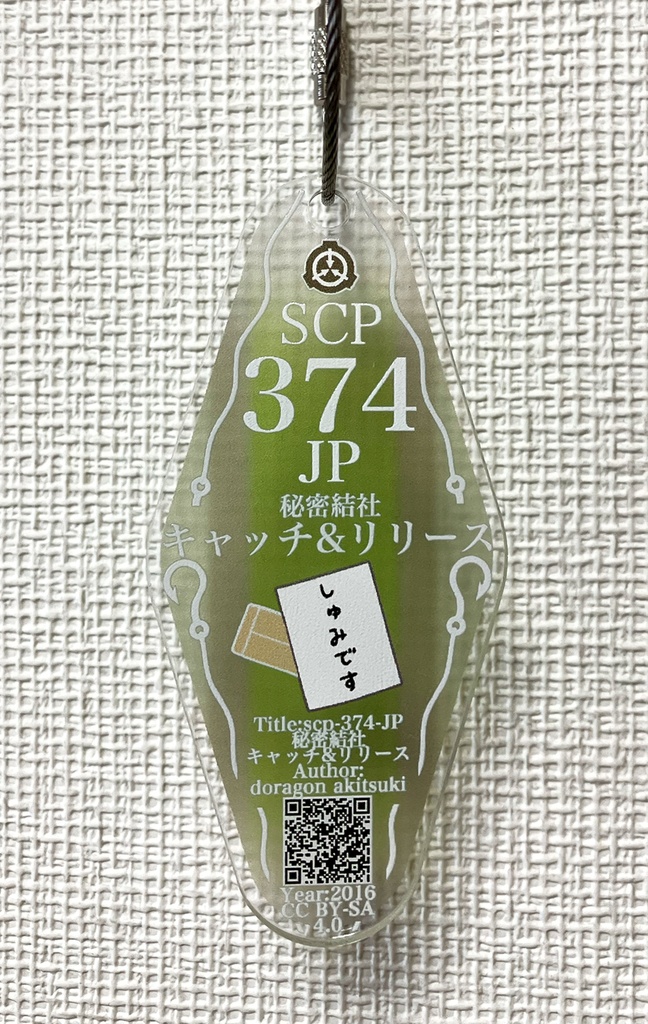 SCP
374
JP
秘密結社
キャッチ&リリース
しゅみです
Title:scp-374-JP
秘密結社
キャッチ&リリース
Author:
doragon akitsuki
Year:2016
CC BY-SA
4.0